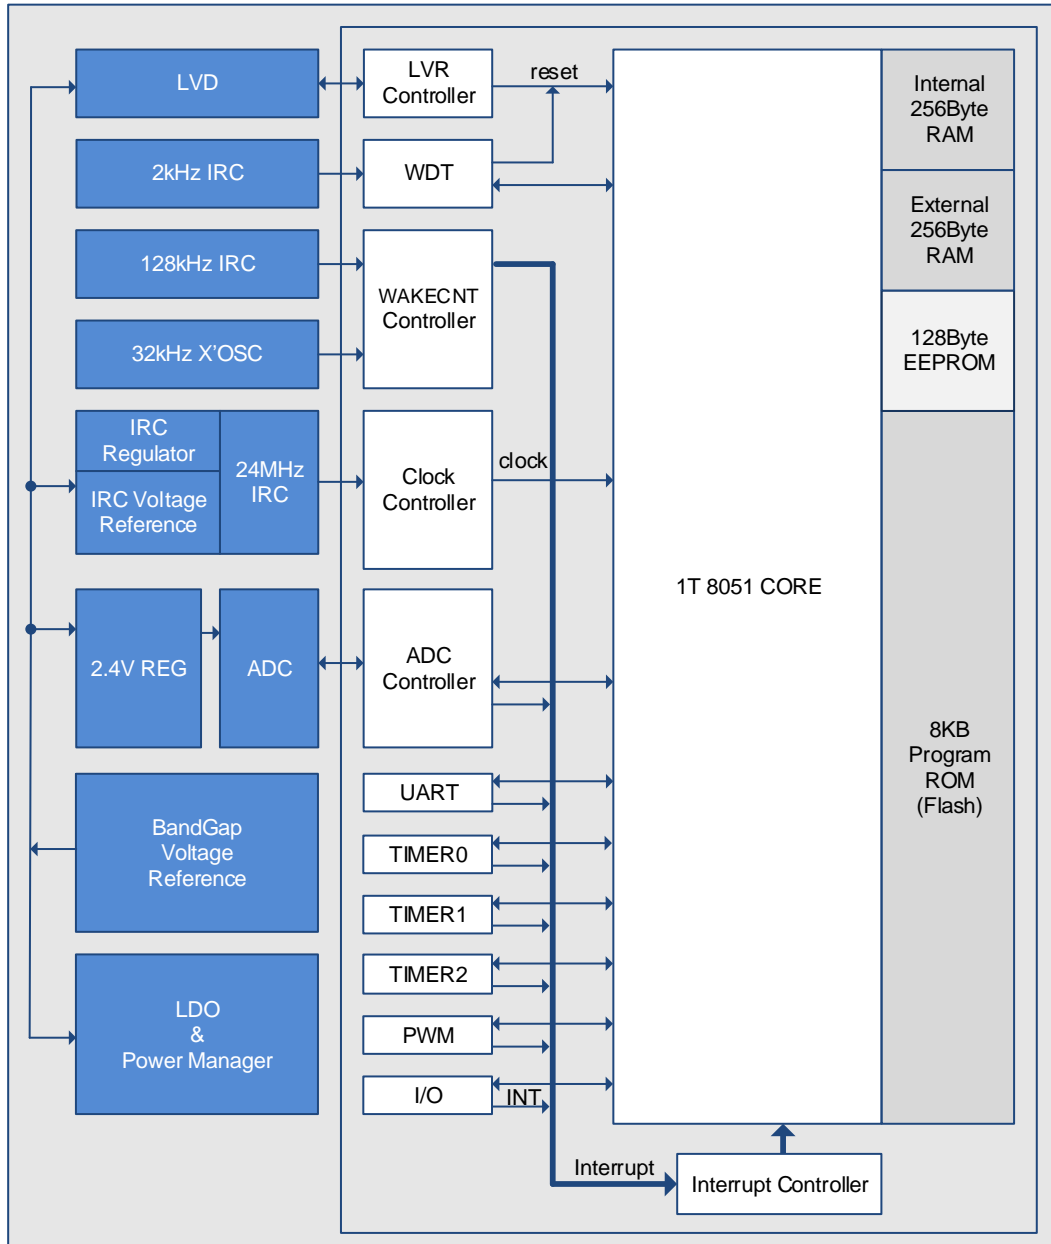 LVD
LVR
Controller
reset
Internal
256Byte
RAM
2kHz IRC
WDT
External
256Byte
RAM
128kHz IRC
WAKECNT
Controller
32kHz X'OSC
128Byte
EEPROM
IRC
Regulator
IRC Voltage
Reference
24MHz
IRC
Clock
Controller
clock
1T 8051 CORE
2.4V REG
ADC
ADC
Controller
8KB
Program
ROM
(Flash)
UART
BandGap
Voltage
Reference
TIMER0
TIMER1
TIMER2
LDO
&
Power Manager
PWM
I/O
INT
Interrupt
Interrupt Controller